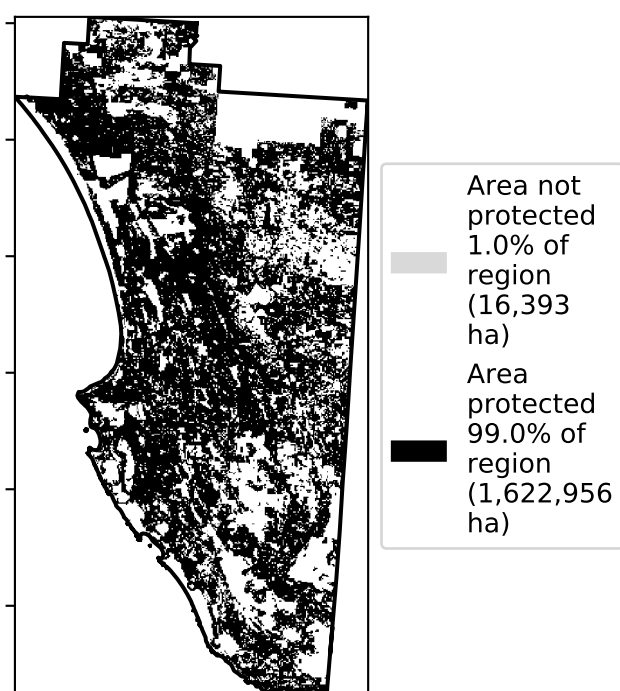 Area not
protected
1.0% of
region
(16,393
ha)
Area
protected
99.0% of
region
(1,622,956
ha)